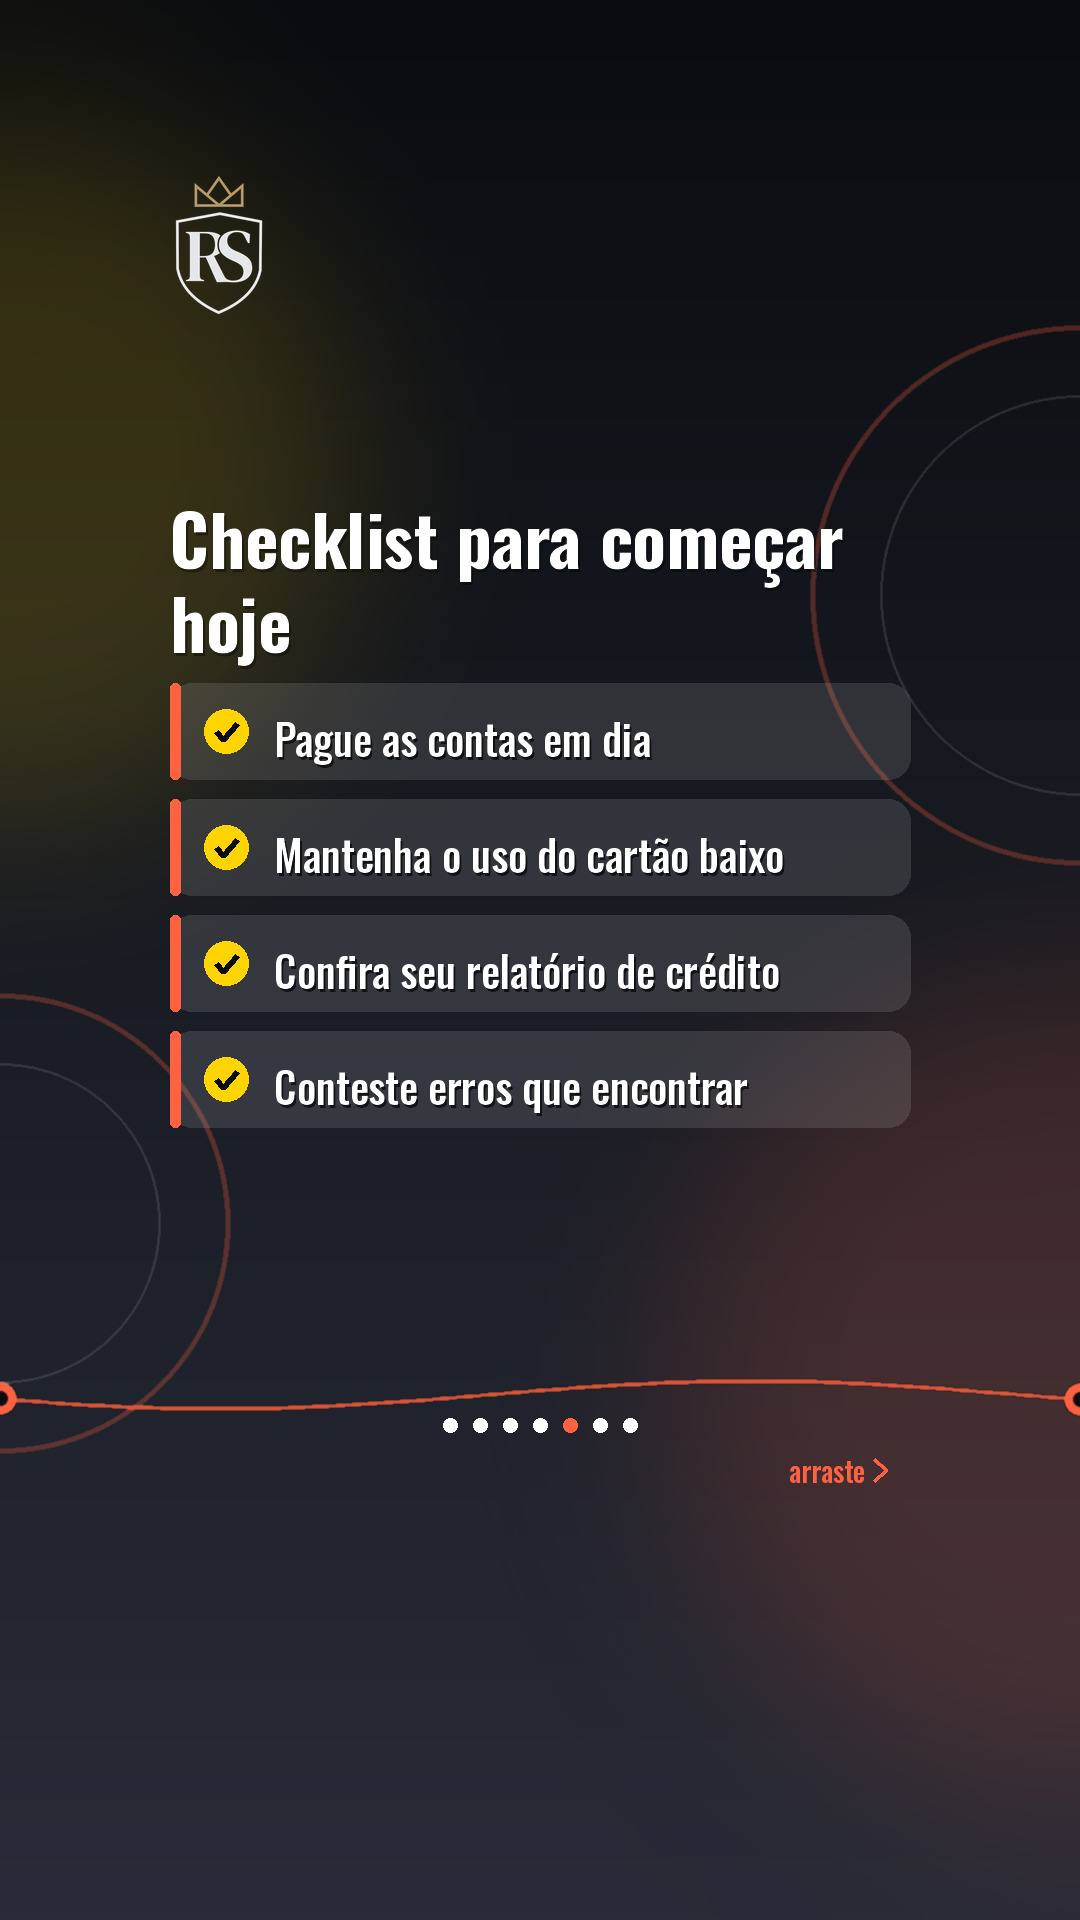 RS
Checklist para começar
hoje
Pague as contas em dia
Mantenha o uso do cartão baixo
Confira seu relatório de crédito
Conteste erros que encontrar
arraste